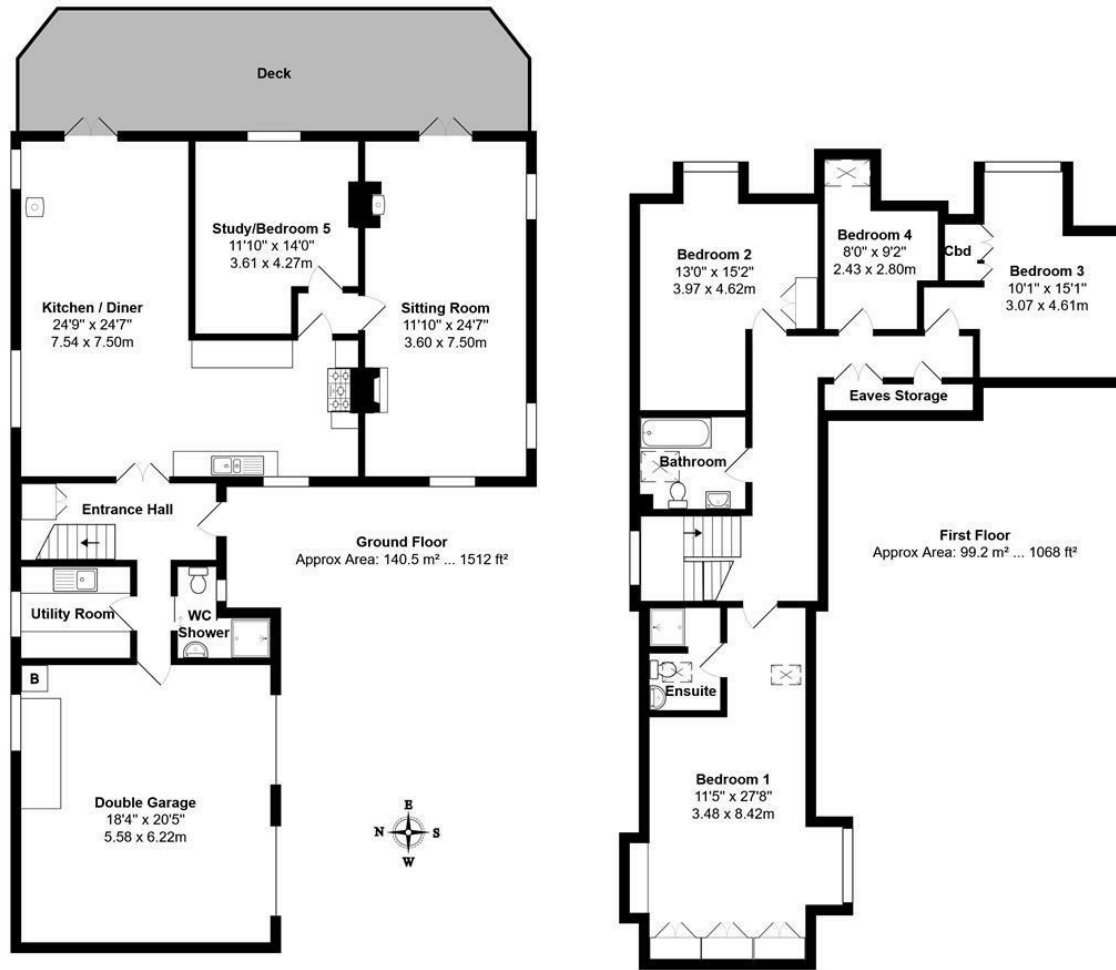 Deck
Study/Bedroom 5
11'10" x 14'0"
3.61 x 4.27m
Kitchen / Diner
24'9" x 24'7"
7.54 x 7.50m
Sitting Room
11'10" x 24'7"
3.60 x 7.50m
Entrance Hall
Ground Floor
Approx Area: 140.5 m² ... 1512 ft²
Utility Room
WC
Shower
B
Double Garage
18'4" x 20'5"
5.58 x 6.22m
E
N
S
W
Bedroom 2
13'0" x 15'2"
3.97 x 4.62m
Bedroom 4
8'0" x 9'2"
2.43 x 2.80m
Cbd
Bedroom 3
10'1" x 15'1"
3.07 x 4.61m
Eaves Storage
Bathroom
First Floor
Approx Area: 99.2 m² ... 1068 ft²
Ensuite
Bedroom 1
11'5" x 27'8"
3.48 x 8.42m